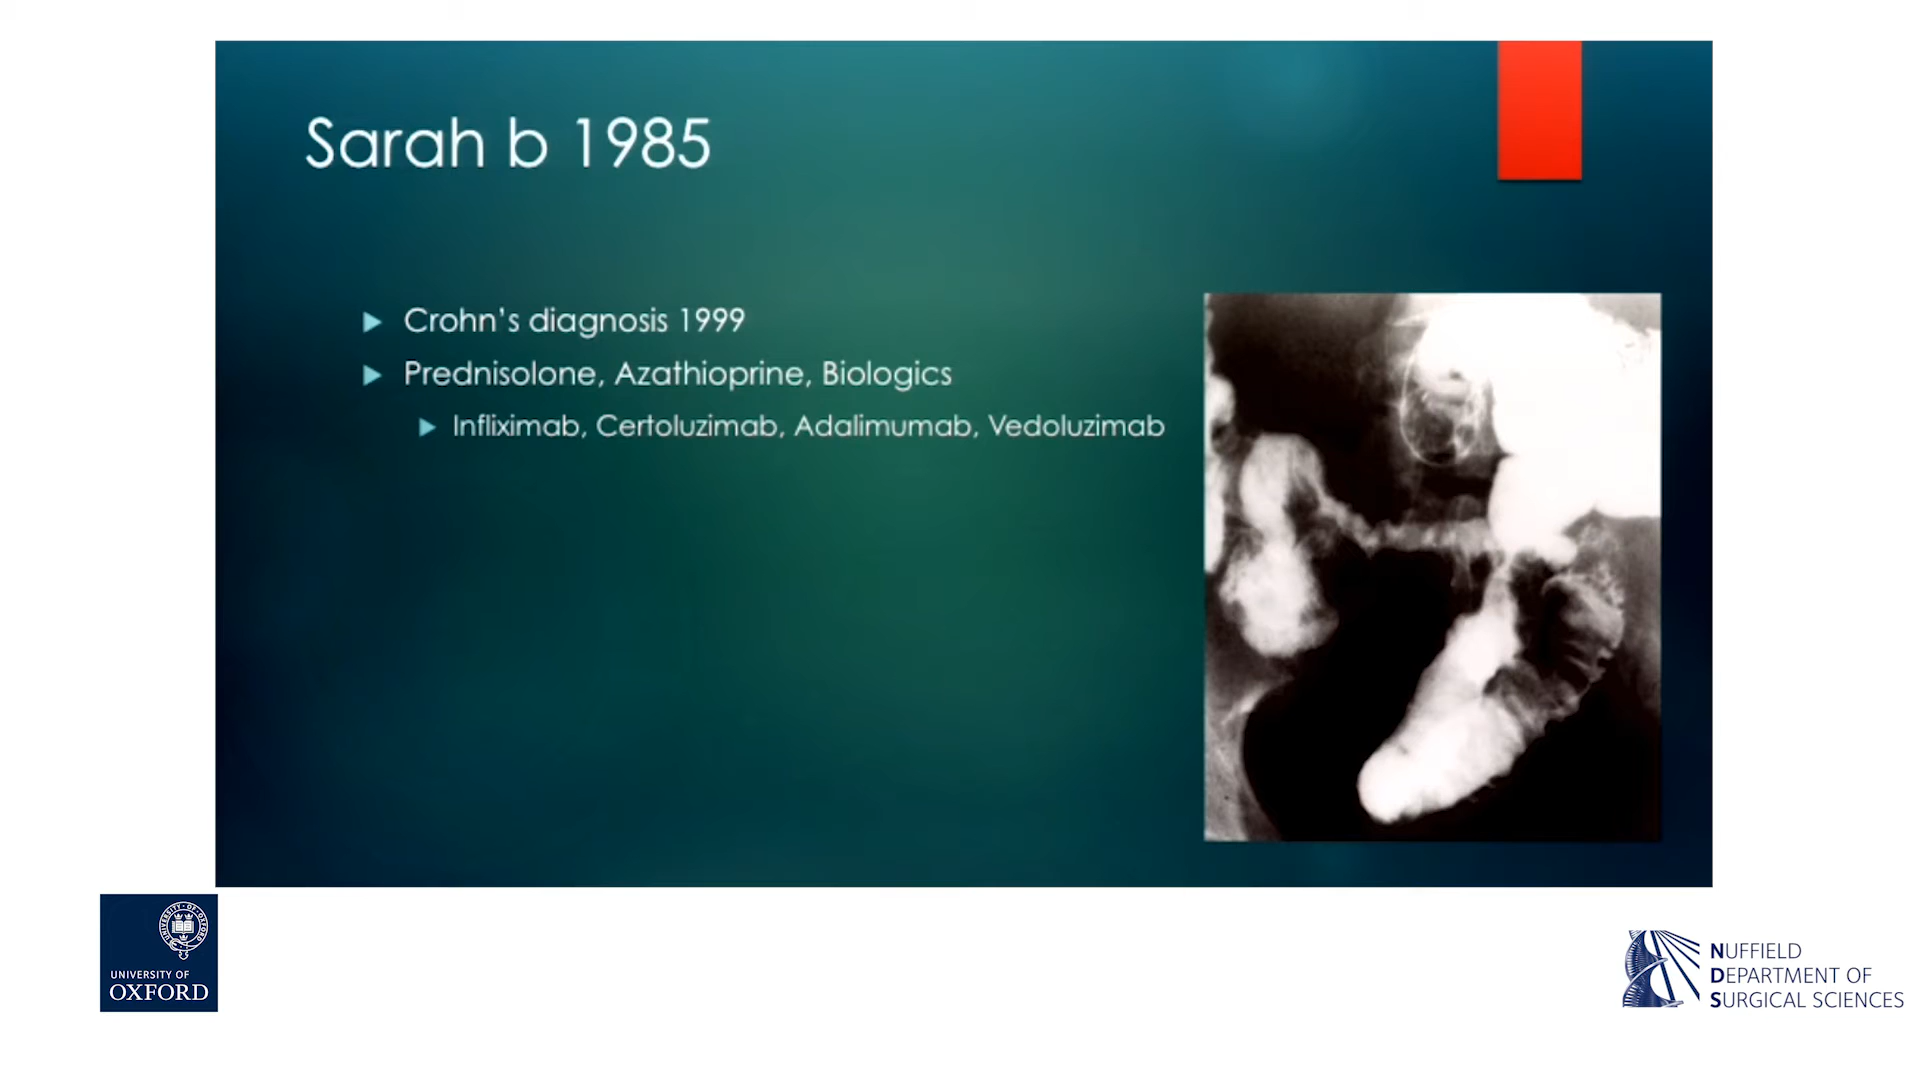 Sarah b 1985
Crohn's diagnosis 1999
Prednisolone, Azathioprine, Biologics
Infliximab, Certoluzimab, Adalimumab, Vedoluzimab
UNIVERSITY OF
OXFORD
NUFFIELD
DEPARTMENT OF
SURGICAL SCIENCES